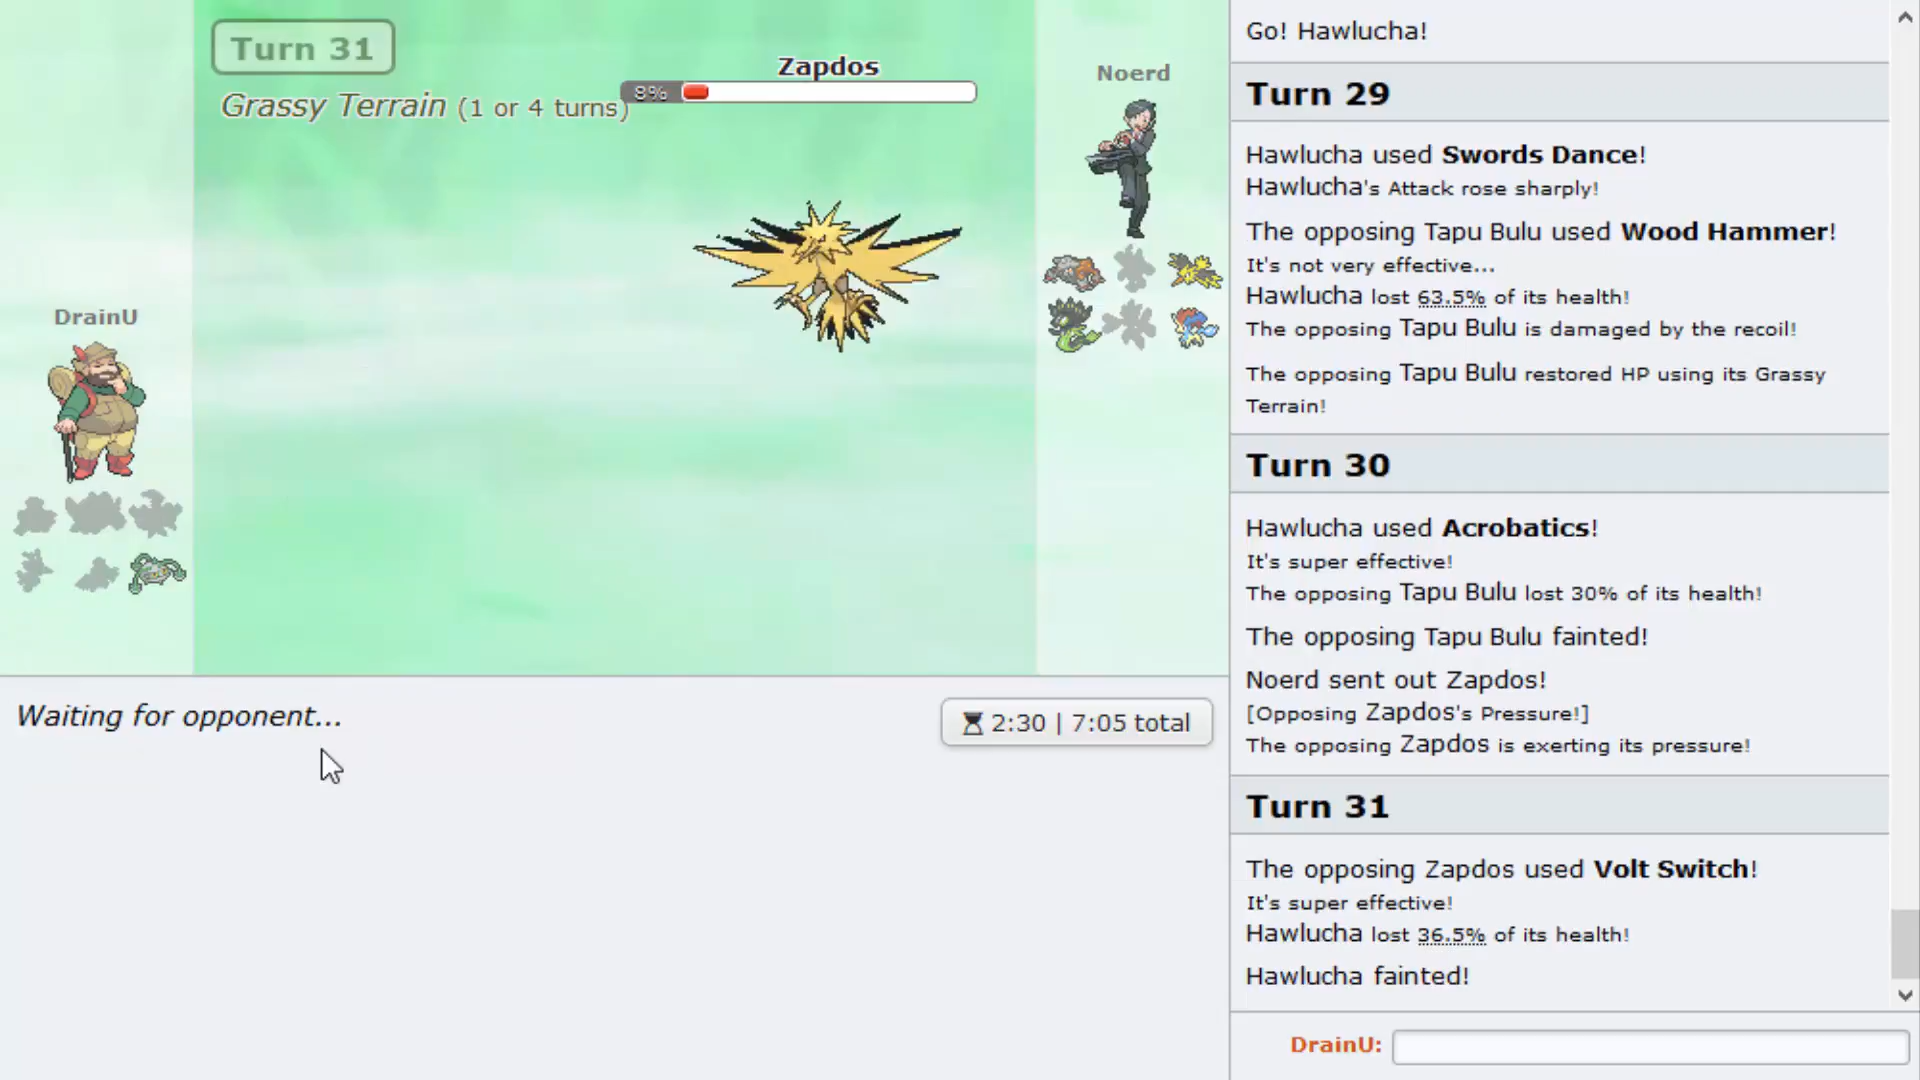 Turn 31
Grassy Terrain (1 or 4 turns)
Zapdos
8%
Noerd
DrainU
Waiting for opponent...
2:30 | 7:05 total
Go! Hawlucha!
Turn 29
Hawlucha used Swords Dance!
Hawlucha's Attack rose sharply!
The opposing Tapu Bulu used Wood Hammer!
It's not very effective...
Hawlucha lost 63.5% of its health!
The opposing Tapu Bulu is damaged by the recoil!
The opposing Tapu Bulu restored HP using its Grassy
Terrain!
Turn 30
Hawlucha used Acrobatics!
It's super effective!
The opposing Tapu Bulu lost 30% of its health!
The opposing Tapu Bulu fainted!
Noerd sent out Zapdos!
[Opposing Zapdos's Pressure!]
The opposing Zapdos is exerting its pressure!
Turn 31
The opposing Zapdos used Volt Switch!
It's super effective!
Hawlucha lost 36.5% of its health!
Hawlucha fainted!
DrainU: